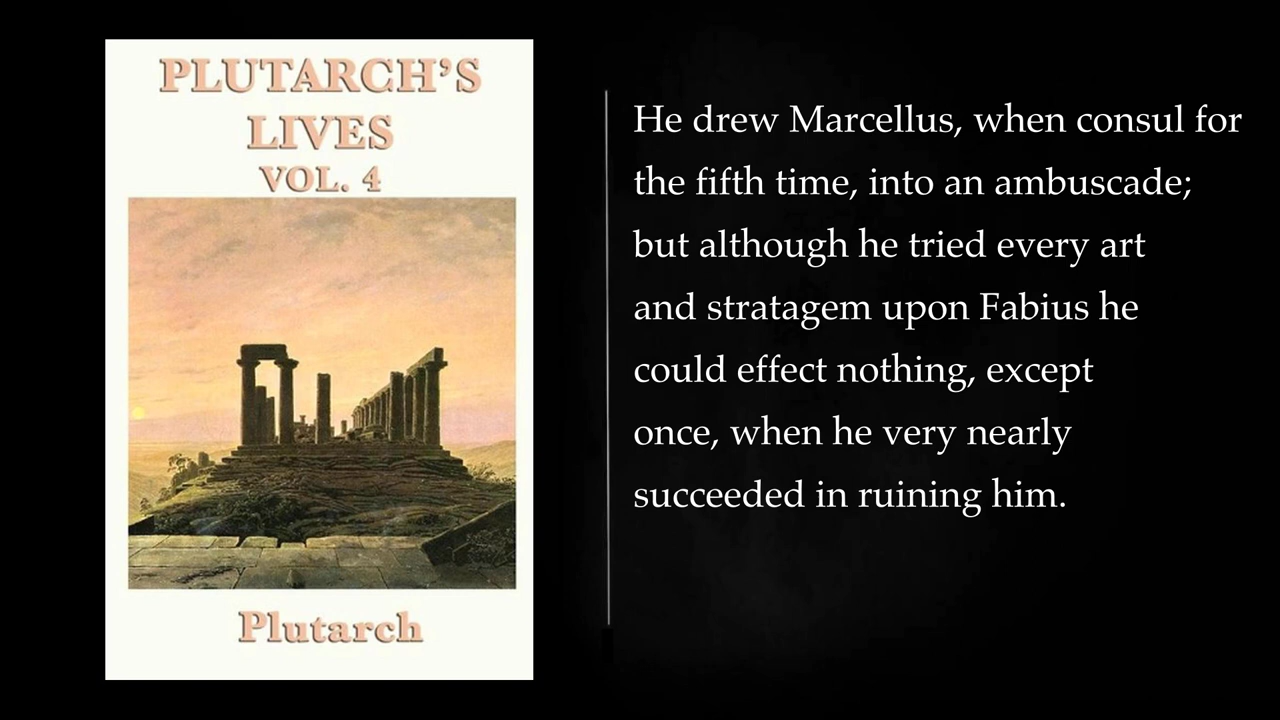 PLUTARCH'S
LIVES
VOL. 4
Plutarch
He drew Marcellus, when consul for
the fifth time, into an ambuscade;
but although he tried every art
and stratagem upon Fabius he
could effect nothing, except
once, when he very nearly
succeeded in ruining him.